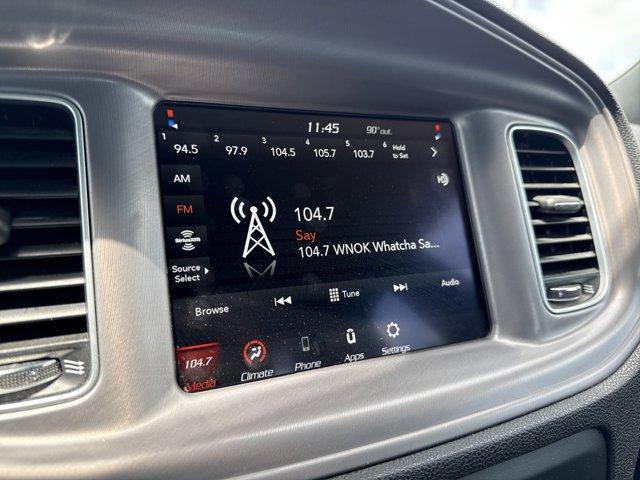 11:45 90°out.
1 94.5 2 97.9 3 104.5 4 105.7 5 103.7 6 Hold to Set
AM
FM
SiriusXM
Source Select
HD
104.7
Say
104.7 WNOK Whatcha Sa...
Browse Tune Audio
104.7
Media Climate Phone Apps Settings